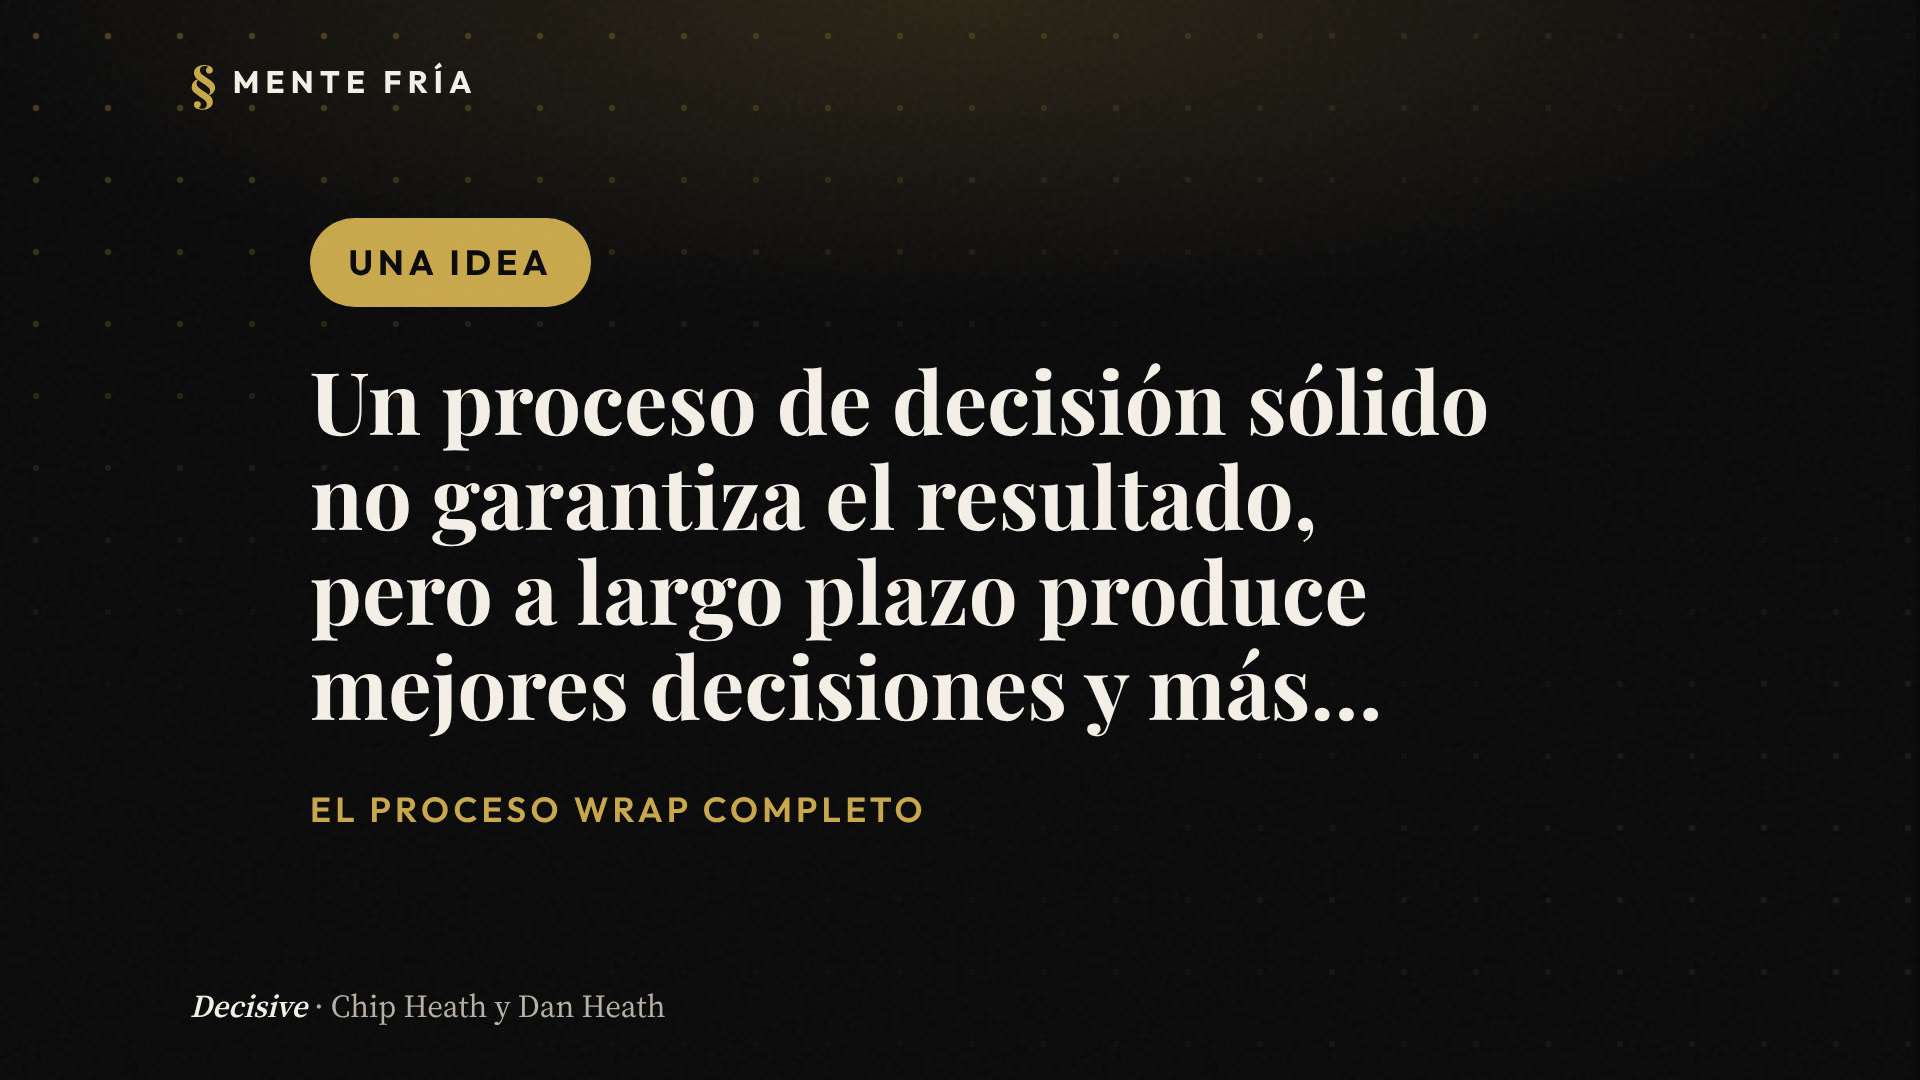 § MENTE FRÍA
UNA IDEA
Un proceso de decisión sólido
no garantiza el resultado,
pero a largo plazo produce
mejores decisiones y más...
EL PROCESO WRAP COMPLETO
Decisive · Chip Heath y Dan Heath